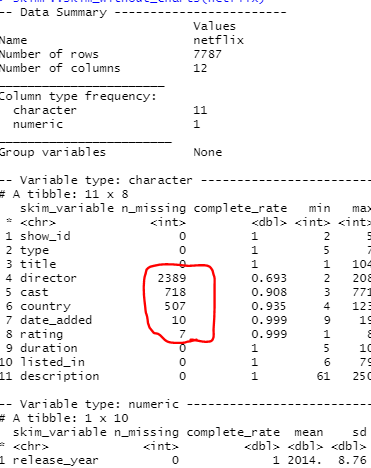 -- Data Summary ------------------------
Values
Name netflix
Number of rows 7787
Number of columns 12
_______________________
Column type frequency:
character 11
numeric 1
________________________
Group variables None
-- Variable type: character ------------------------
# A tibble: 11 x 8
skim_variable n_missing complete_rate min max
* <chr> <int> <dbl> <int> <int>
1 show_id 0 1 2 5
2 type 0 1 5 7
3 title 0 1 1 104
4 director 2389 0.693 2 208
5 cast 718 0.908 3 771
6 country 507 0.935 4 123
7 date_added 10 0.999 9 19
8 rating 7 0.999 1 8
9 duration 0 1 5 10
10 listed_in 0 1 6 79
11 description 0 1 61 250
-- Variable type: numeric --------------------------
# A tibble: 1 x 10
skim_variable n_missing complete_rate mean sd
* <chr> <int> <dbl> <dbl> <dbl>
1 release_year 0 1 2014. 8.76